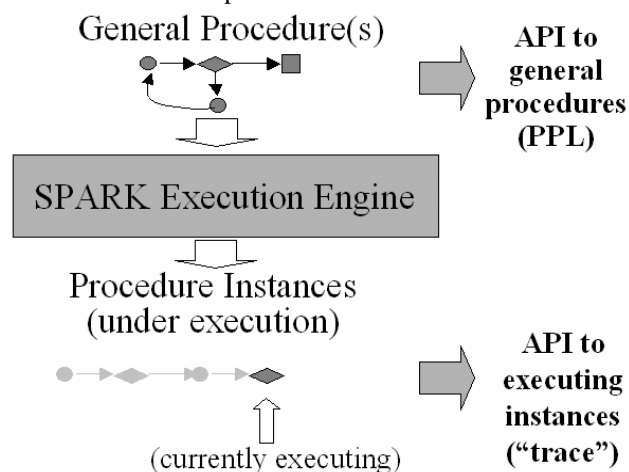 General Procedure(s)
API to
general
procedures
(PPL)
SPARK Execution Engine
Procedure Instances
(under execution)
API to
executing
instances
(“trace”)
(currently executing)